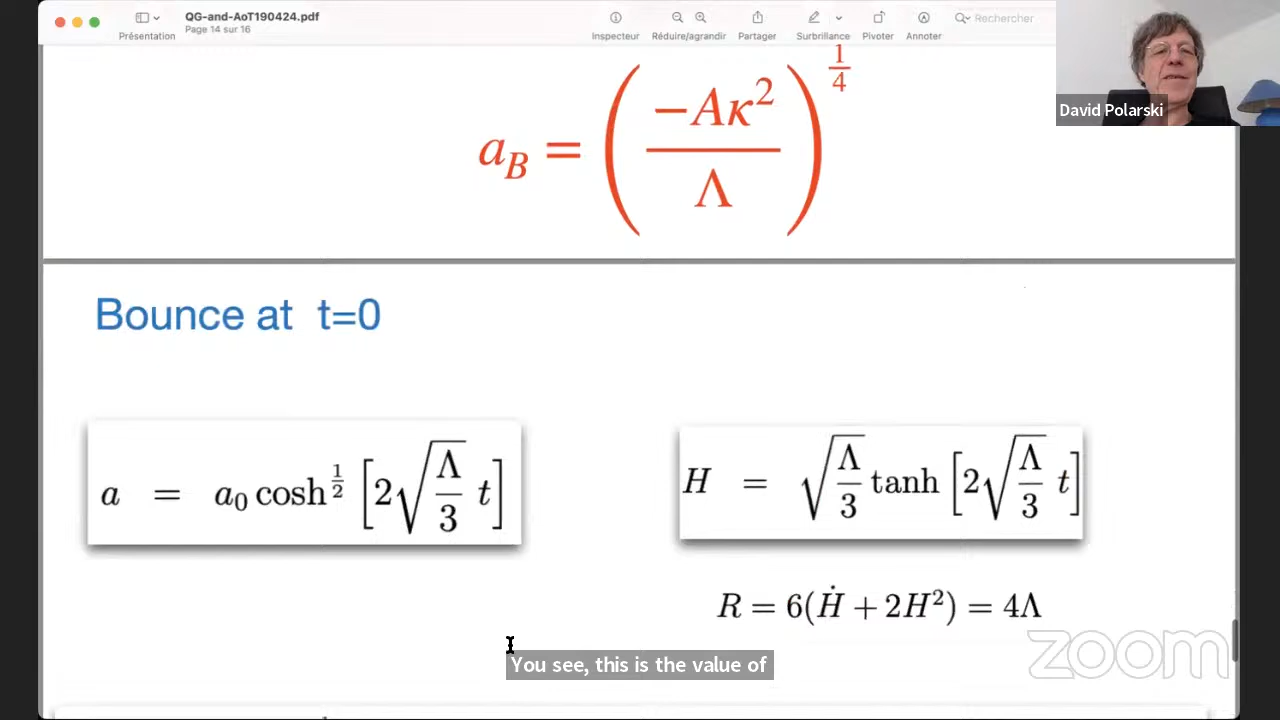 QG-and-AoT190424.pdf
Page 14 sur 16
Présentation
Inspecteur
Réduire/agrandir
Partager
Surbrillance
Pivoter
Annoter
Rechercher
David Polarski
a_B = (−Aκ² / Λ)^{1/4}
Bounce at t=0
a = a₀ cosh^{1/2} [2√(Λ/3) t]
H = √(Λ/3) tanh [2√(Λ/3) t]
R = 6(Ḣ + 2H²) = 4Λ
You see, this is the value of
zoom